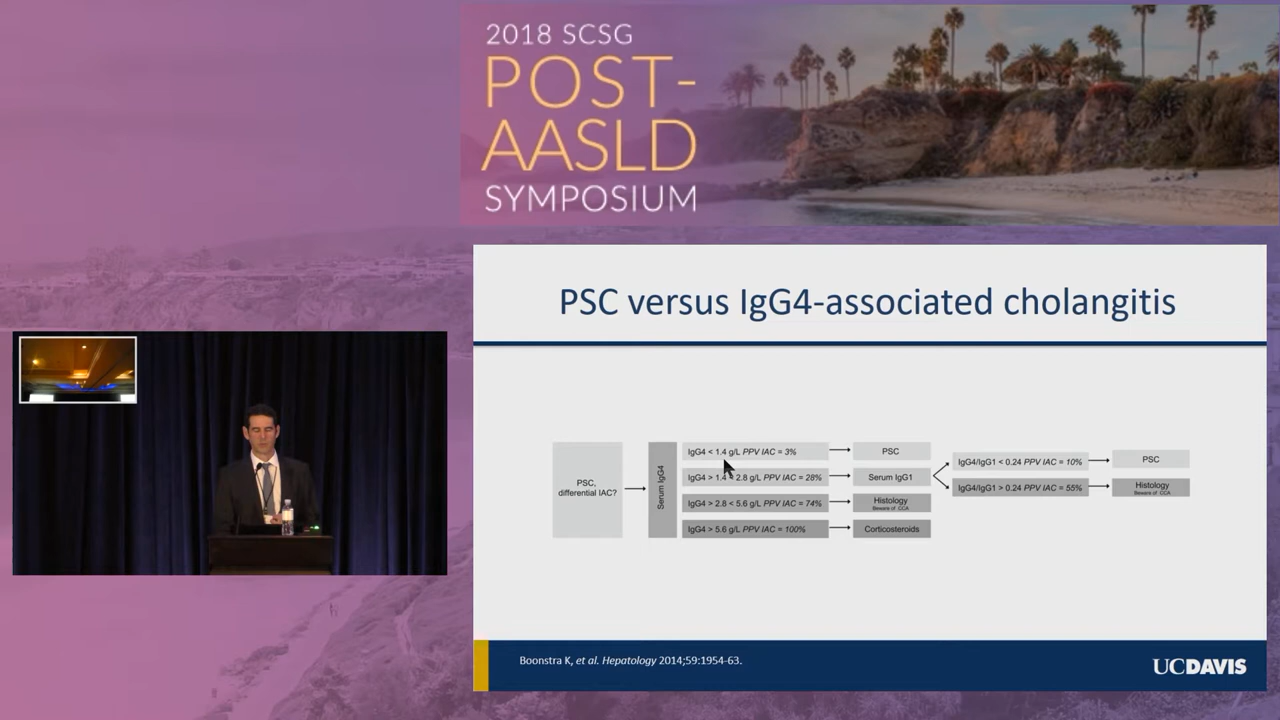 2018 SCSG
POST-
AASLD
SYMPOSIUM
PSC versus IgG4-associated cholangitis
PSC,
differential IAC?
Serum IgG4
IgG4 < 1.4 g/L PPV IAC = 3%
PSC
IgG4 > 1.4 < 2.8 g/L PPV IAC = 28%
Serum IgG1
IgG4 > 2.8 < 5.6 g/L PPV IAC = 74%
Histology
Beware of CCA
IgG4 > 5.6 g/L PPV IAC = 100%
Corticosteroids
IgG4/IgG1 < 0.24 PPV IAC = 10%
PSC
IgG4/IgG1 > 0.24 PPV IAC = 55%
Histology
Beware of CCA
Boonstra K, et al. Hepatology 2014;59:1954-63.
UCDAVIS